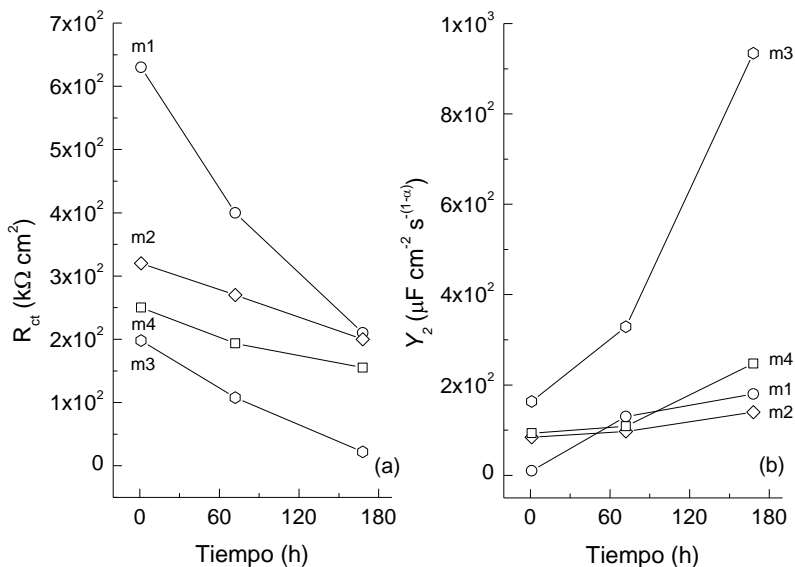 7x10²
6x10²
5x10²
4x10²
3x10²
2x10²
1x10²
0
R_ct (kΩ cm²)
m1
m2
m4
m3
(a)
0 60 120 180
Tiempo (h)
1x10³
8x10²
6x10²
4x10²
2x10²
0
Y₂ (µF cm⁻² s⁻⁽¹⁻ᵅ⁾)
m3
m4
m1
m2
(b)
0 60 120 180
Tiempo (h)